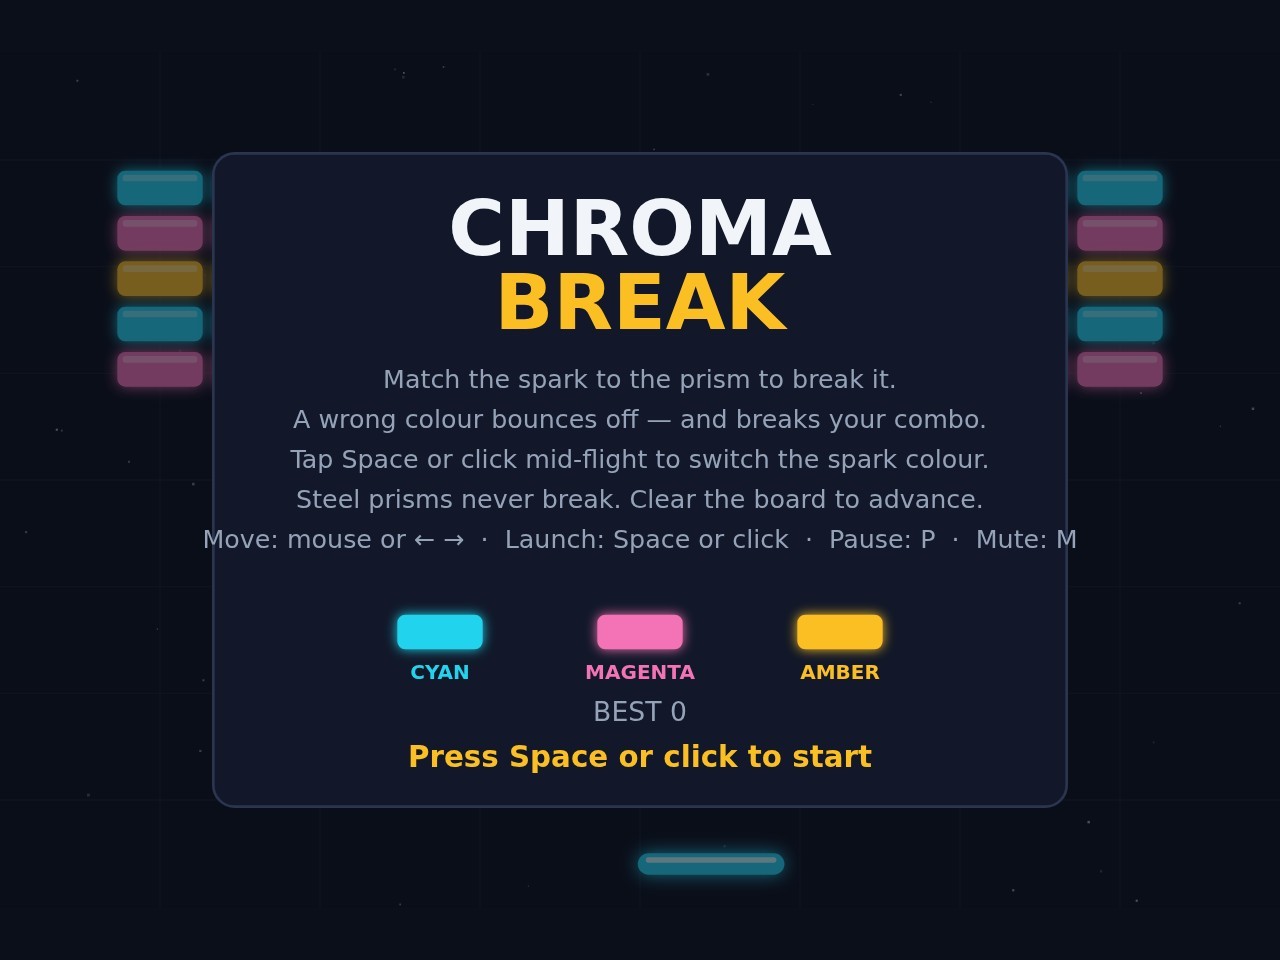 CHROMA
BREAK
Match the spark to the prism to break it.
A wrong colour bounces off — and breaks your combo.
Tap Space or click mid-flight to switch the spark colour.
Steel prisms never break. Clear the board to advance.
Move: mouse or ← → · Launch: Space or click · Pause: P · Mute: M
CYAN MAGENTA AMBER
BEST 0
Press Space or click to start